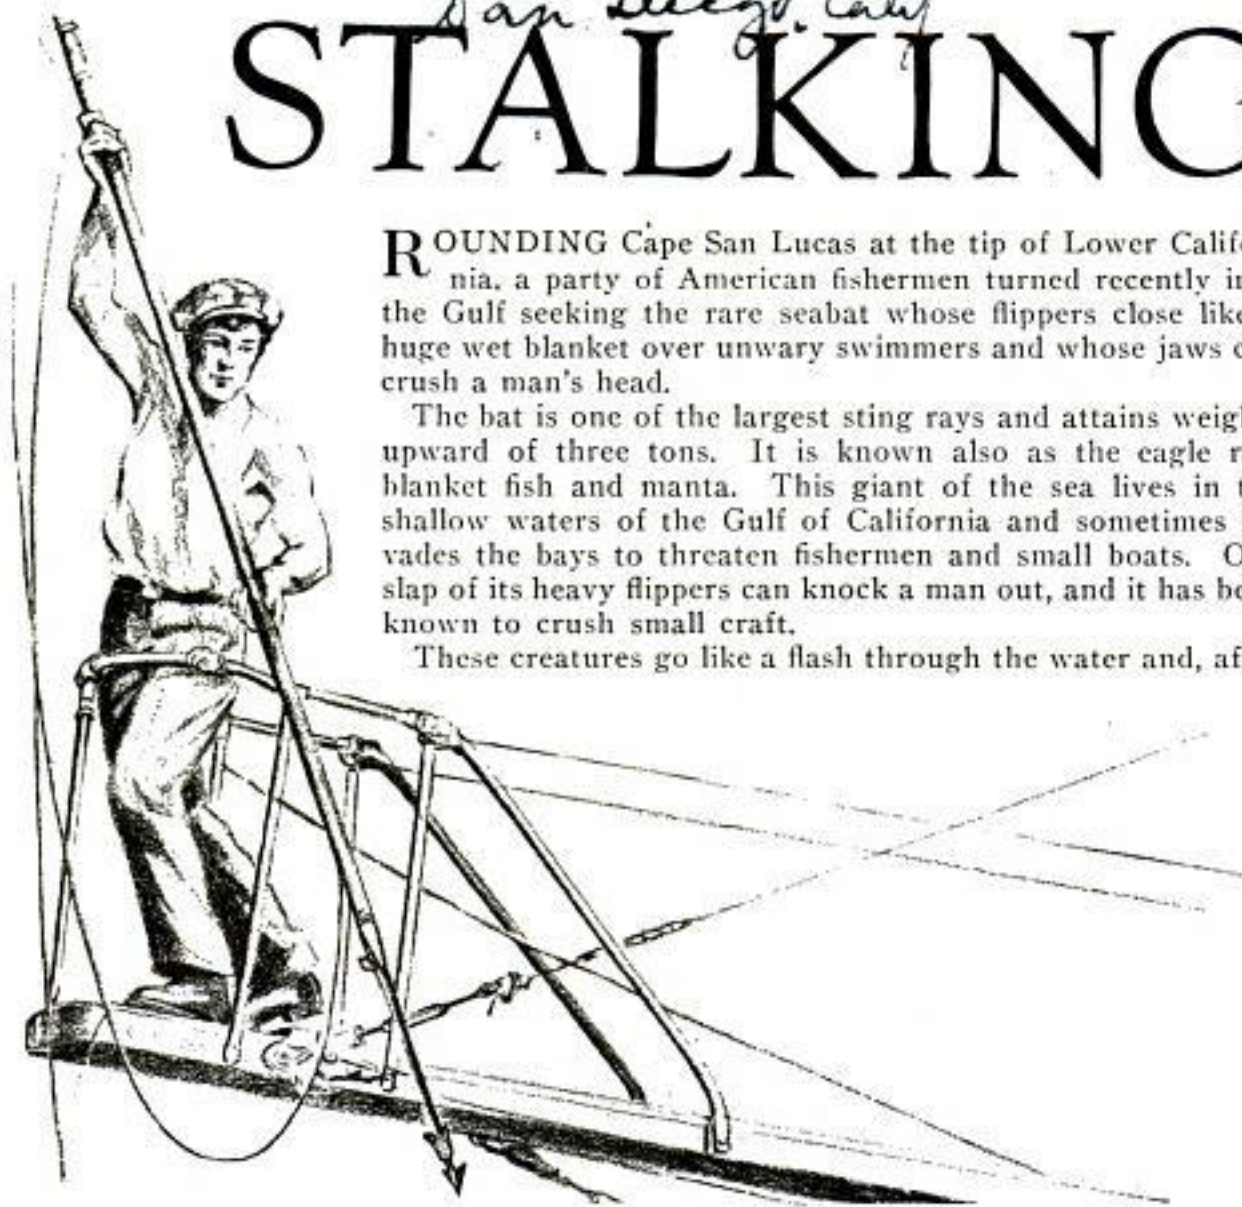 San Diego, Calif
STALKING
ROUNDING Cape San Lucas at the tip of Lower Califo
nia, a party of American fishermen turned recently in
the Gulf seeking the rare seabat whose flippers close like
huge wet blanket over unwary swimmers and whose jaws c
crush a man's head.
The bat is one of the largest sting rays and attains weigh
upward of three tons. It is known also as the eagle r
blanket fish and manta. This giant of the sea lives in t
shallow waters of the Gulf of California and sometimes
vades the bays to threaten fishermen and small boats. O
slap of its heavy flippers can knock a man out, and it has be
known to crush small craft.
These creatures go like a flash through the water and, af